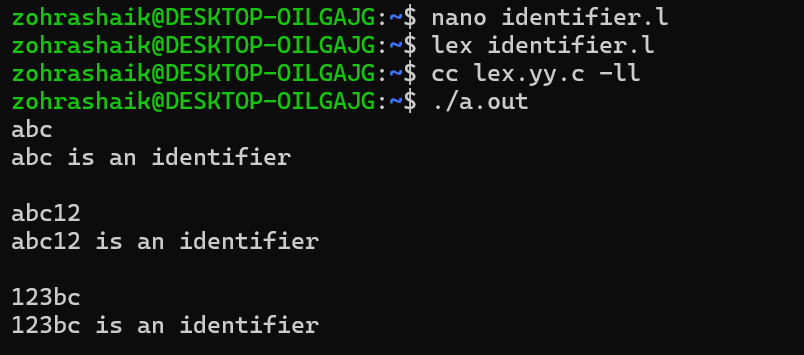 zohrashaik@DESKTOP-OILGAJG:~$ nano identifier.l
zohrashaik@DESKTOP-OILGAJG:~$ lex identifier.l
zohrashaik@DESKTOP-OILGAJG:~$ cc lex.yy.c -ll
zohrashaik@DESKTOP-OILGAJG:~$ ./a.out
abc
abc is an identifier
abc12
abc12 is an identifier
123bc
123bc is an identifier